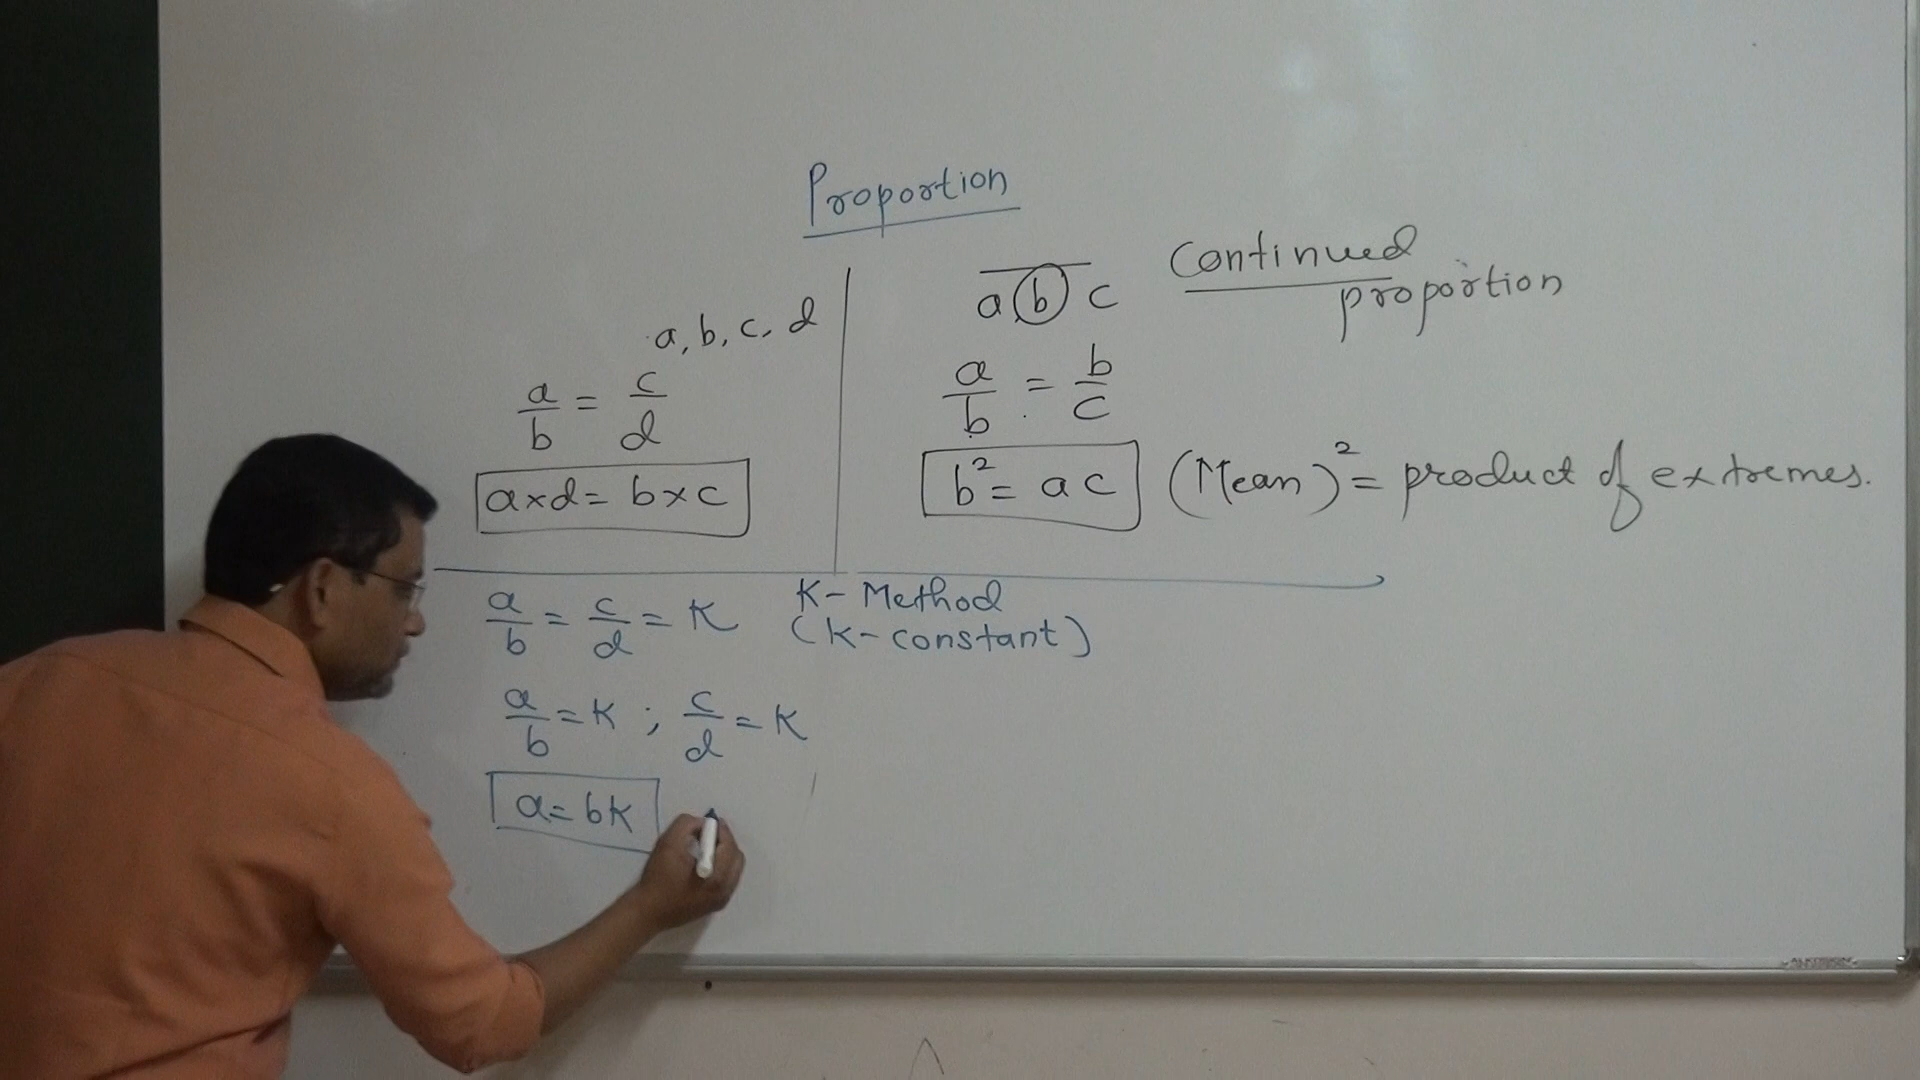 Proportion
a, b, c, d
a/b = c/d
a×d = b×c
a b c Continued
proportion
a/b = b/c
b² = ac (Mean)² = product of extremes.
a/b = c/d = K K-Method
(K-constant)
a/b = K ; c/d = K
a = bK